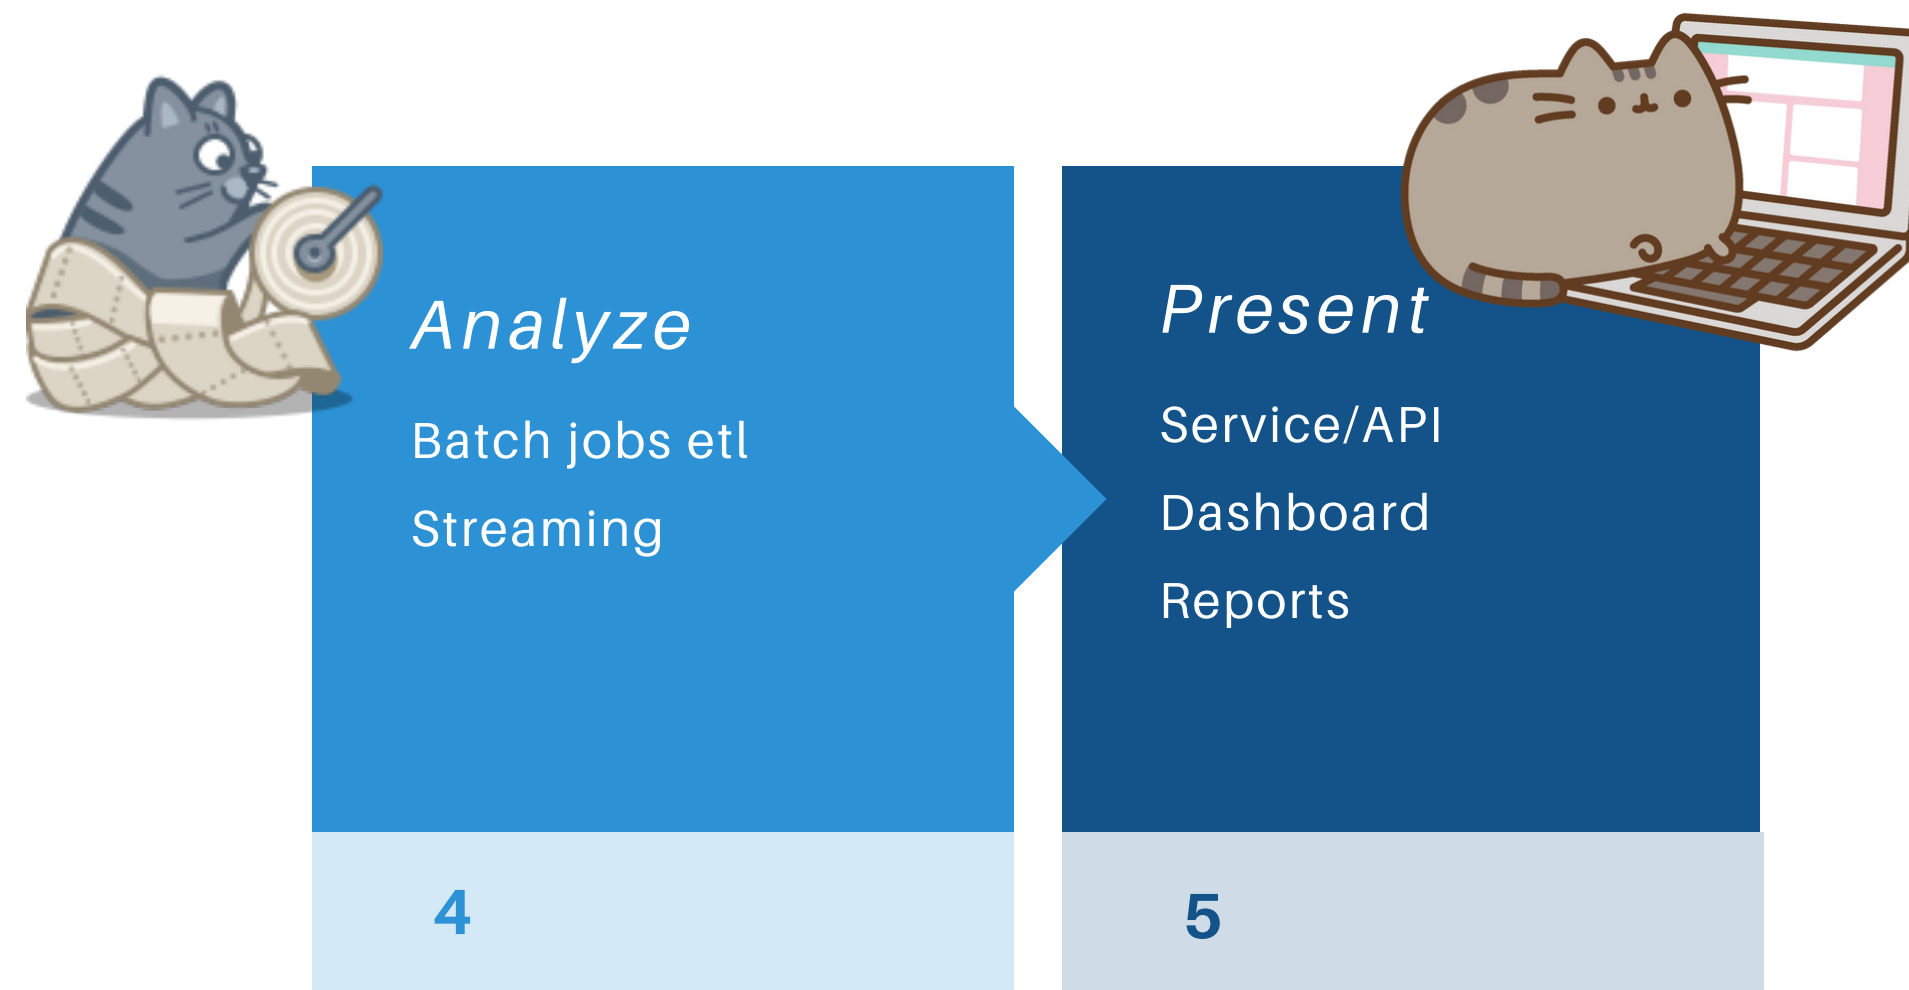 Analyze
Batch jobs etl
Streaming
4
Present
Service/API
Dashboard
Reports
5